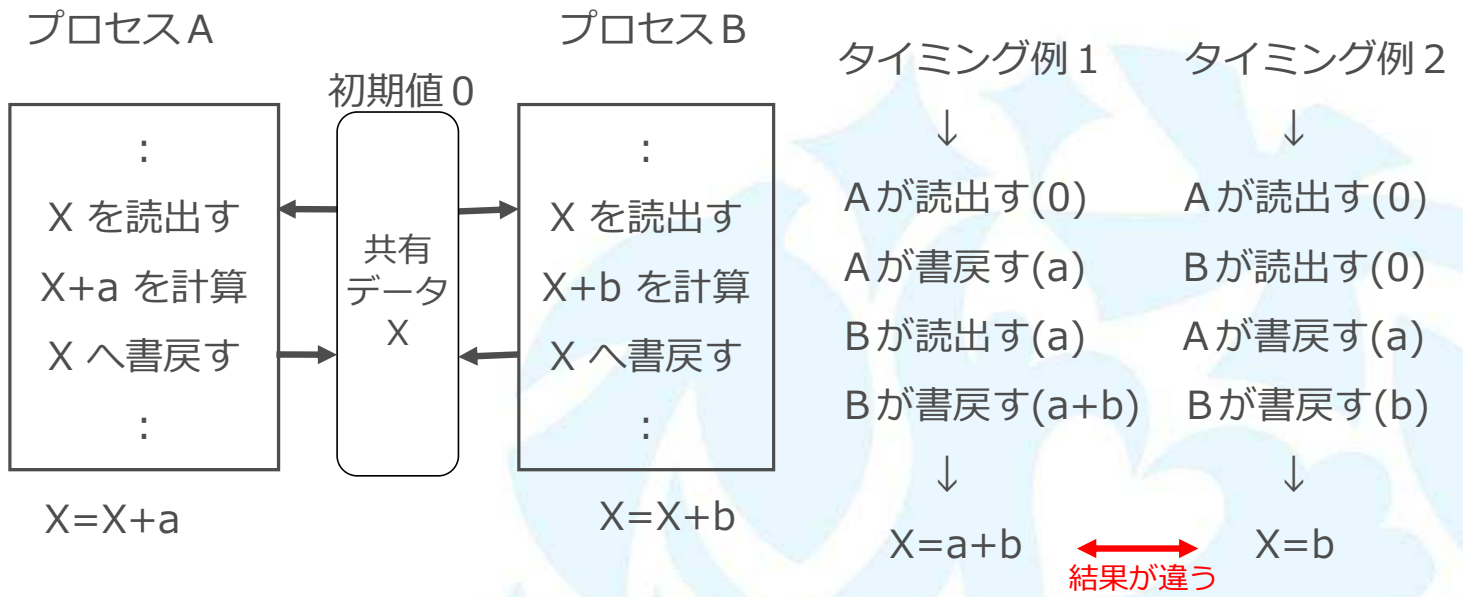 プロセスA
:
X を読出す
X+a を計算
X へ書戻す
:
X=X+a
初期値0
共有
データ
X
プロセスB
:
X を読出す
X+b を計算
X へ書戻す
:
X=X+b
タイミング例1
↓
Aが読出す(0)
Aが書戻す(a)
Bが読出す(a)
Bが書戻す(a+b)
↓
X=a+b
タイミング例2
↓
Aが読出す(0)
Bが読出す(0)
Aが書戻す(a)
Bが書戻す(b)
↓
X=b
結果が違う